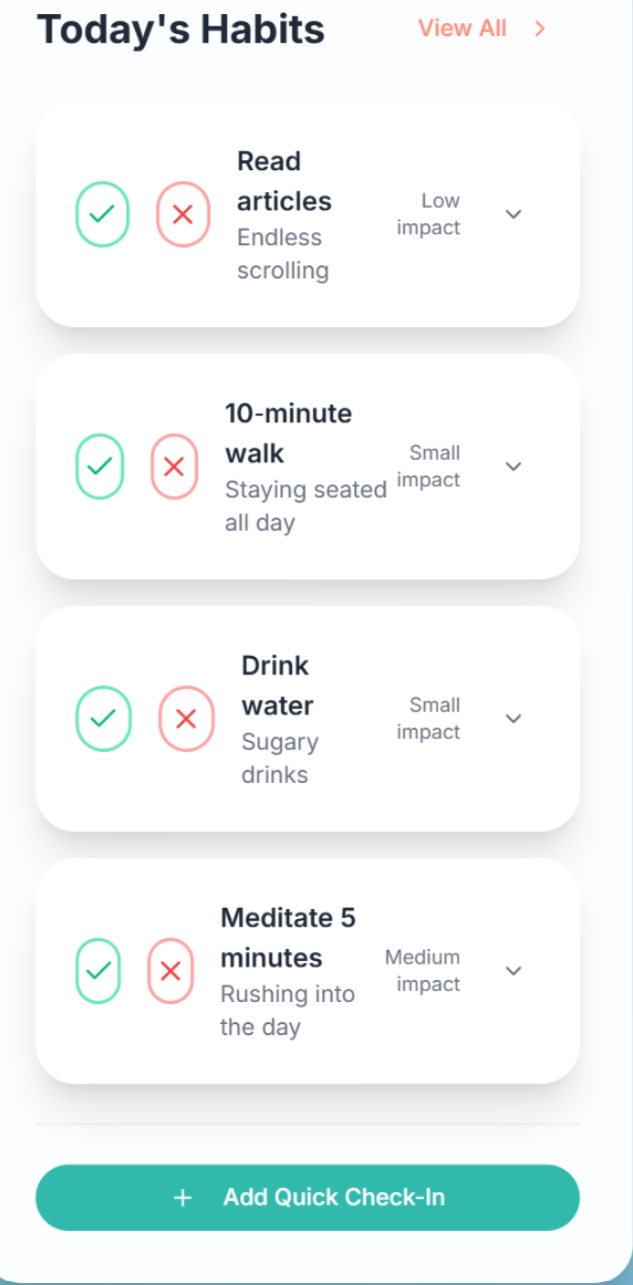 Today's Habits
View All
Read
articles
Endless
scrolling
Low
impact
10-minute
walk
Staying seated
all day
Small
impact
Drink
water
Sugary
drinks
Small
impact
Meditate 5
minutes
Rushing into
the day
Medium
impact
+ Add Quick Check-In